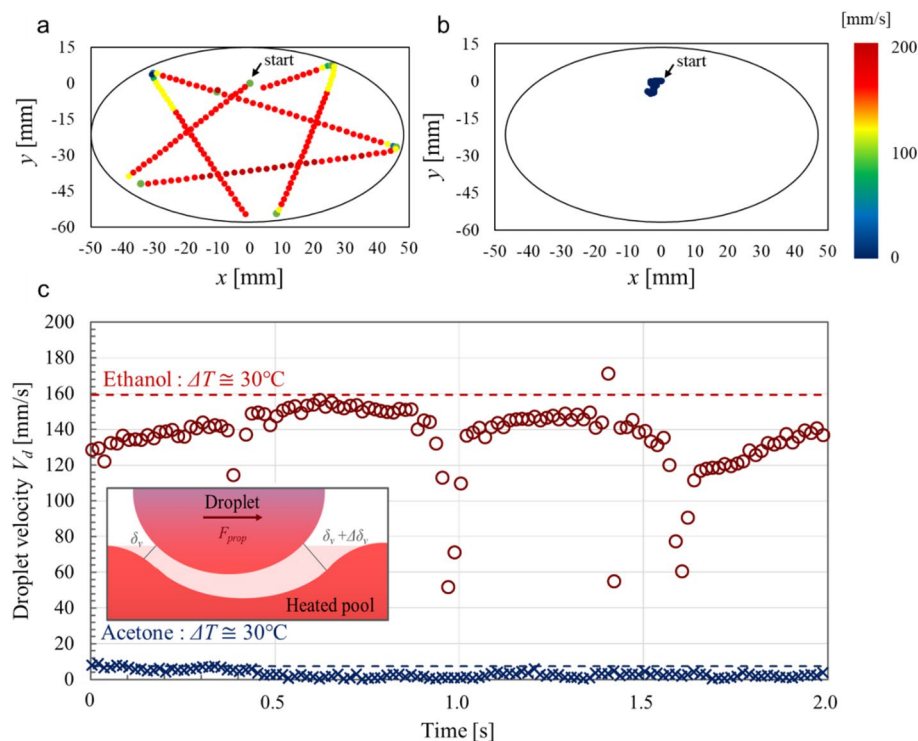 a
b
[mm/s]
15
0
-15
-30
-45
-60
y [mm]
start
-50 -40 -30 -20 -10 0 10 20 30 40 50
x [mm]
15
0
-15
-30
-45
-60
y [mm]
start
-50 -40 -30 -20 -10 0 10 20 30 40 50
x [mm]
200
100
0
c
200
180
160
140
120
100
80
60
40
20
0
Droplet velocity V_d [mm/s]
Ethanol : ΔT ≅ 30°C
Droplet
F_prop
δ_v
δ_v+Δδ_v
Heated pool
Acetone : ΔT ≅ 30°C
0 0.5 1.0 1.5 2.0
Time [s]